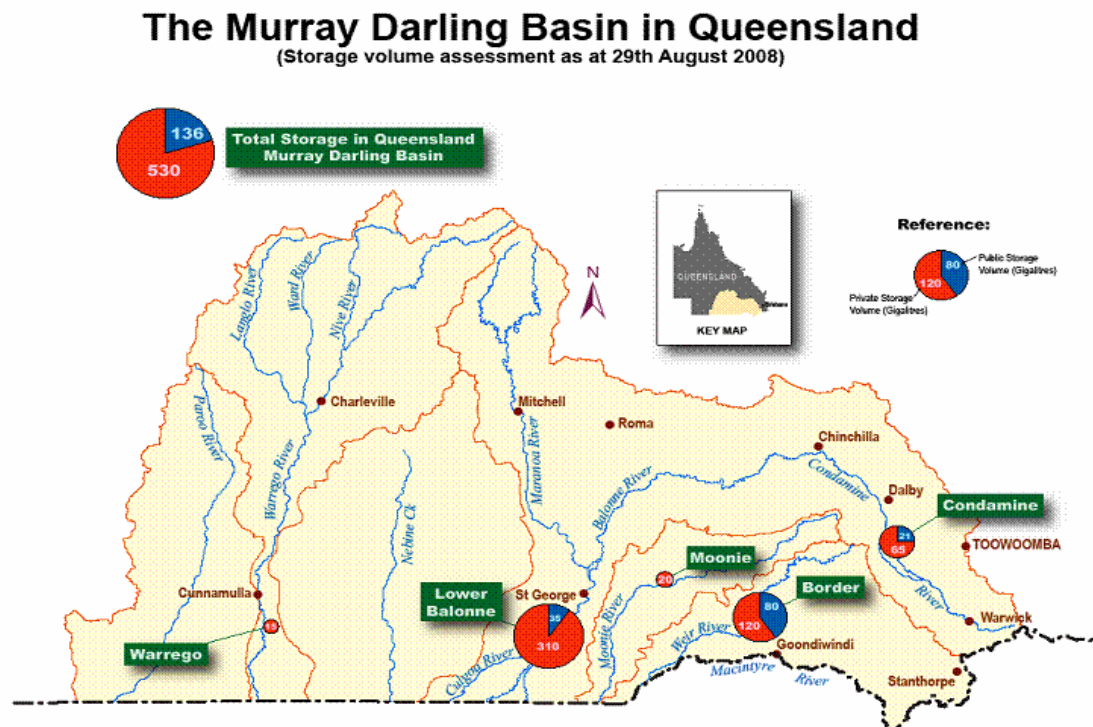 The Murray Darling Basin in Queensland
(Storage volume assessment as at 29th August 2008)
136
530
Total Storage in Queensland
Murray Darling Basin
N
QUEENSLAND
Brisbane
KEY MAP
Reference:
80
120
Public Storage
Volume (Gigalitres)
Private Storage
Volume (Gigalitres)
Langlo River
Ward River
Nive River
Paroo River
Charleville
Mitchell
Roma
Chinchilla
Warrego River
Nebine Ck
Maranoa River
Balonne River
Condamine
River
Dalby
Condamine
21
65
TOOWOOMBA
Moonie
20
Cunnamulla
Lower
Balonne
St George
35
310
Border
80
120
Warrego
15
Culgoa River
Moonie River
Weir River
Goondiwindi
Macintyre
River
Warwick
Stanthorpe